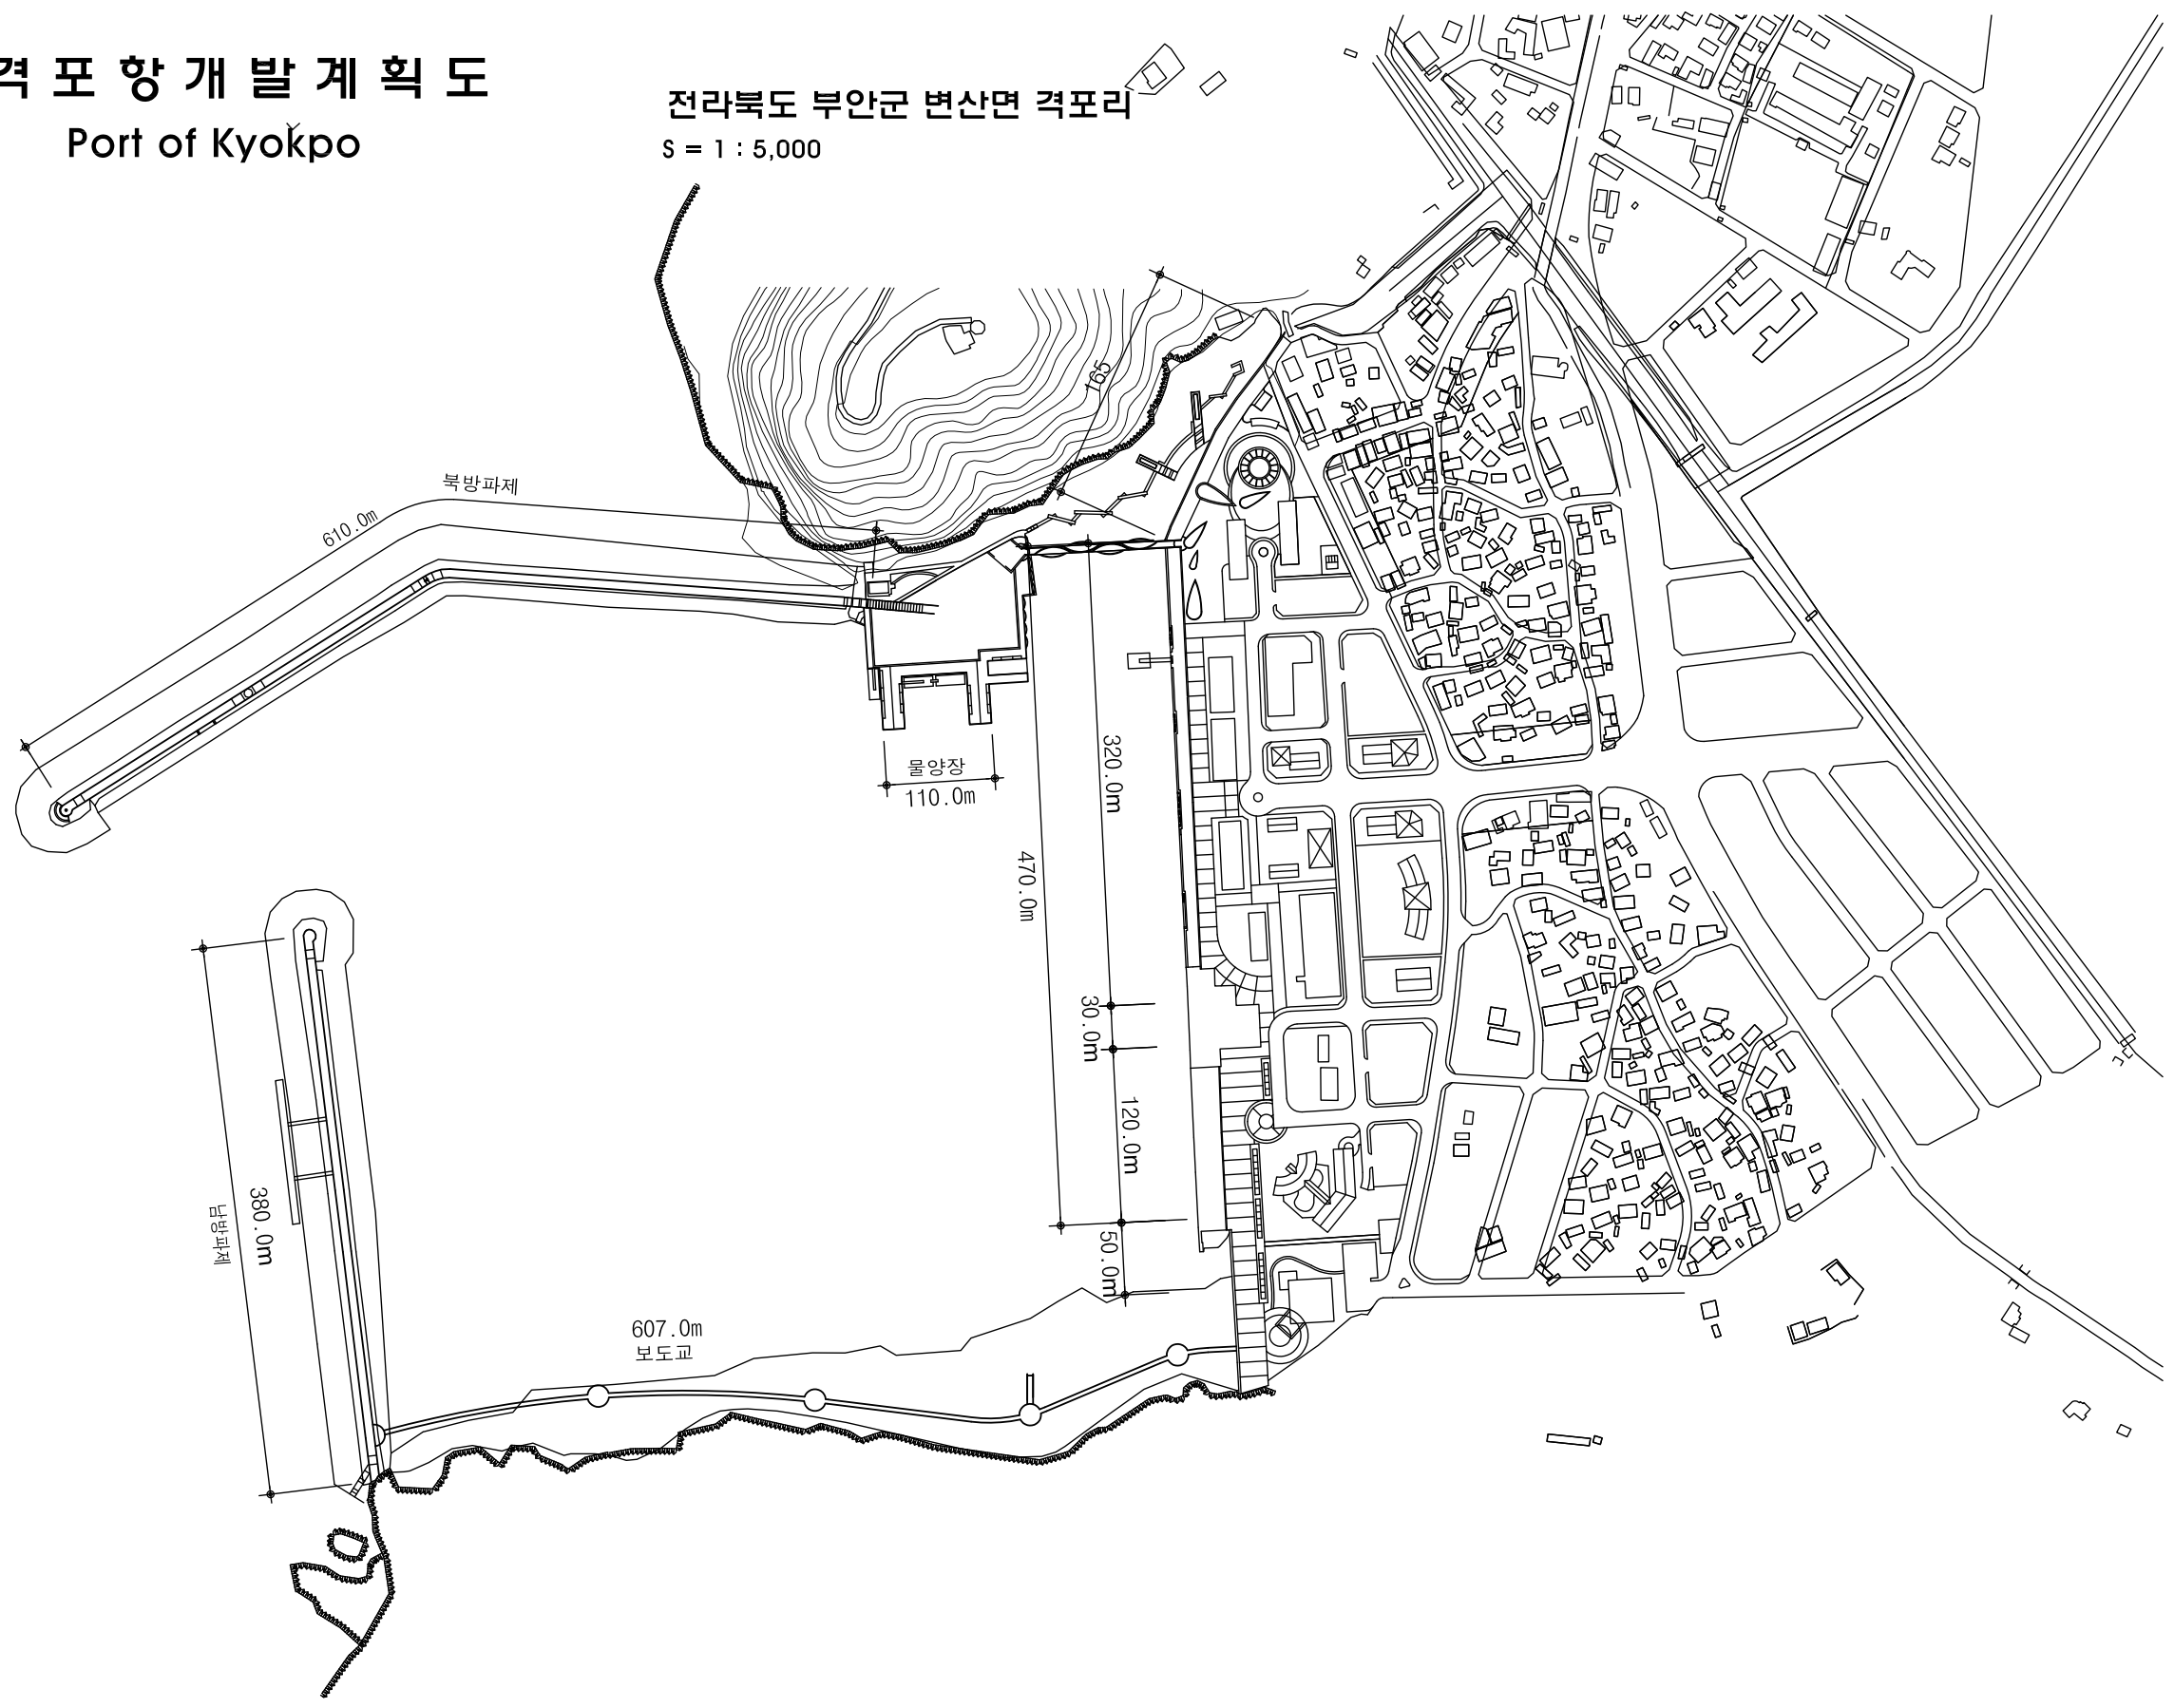 격 포 항 개 발 계 획 도
Port of Kyokpo
전라북도 부안군 변산면 격포리
S = 1 : 5,000
165
북방파제
610.0m
물양장
110.0m
320.0m
470.0m
30.0m
120.0m
50.0m
380.0m
남방파제
607.0m
보도교